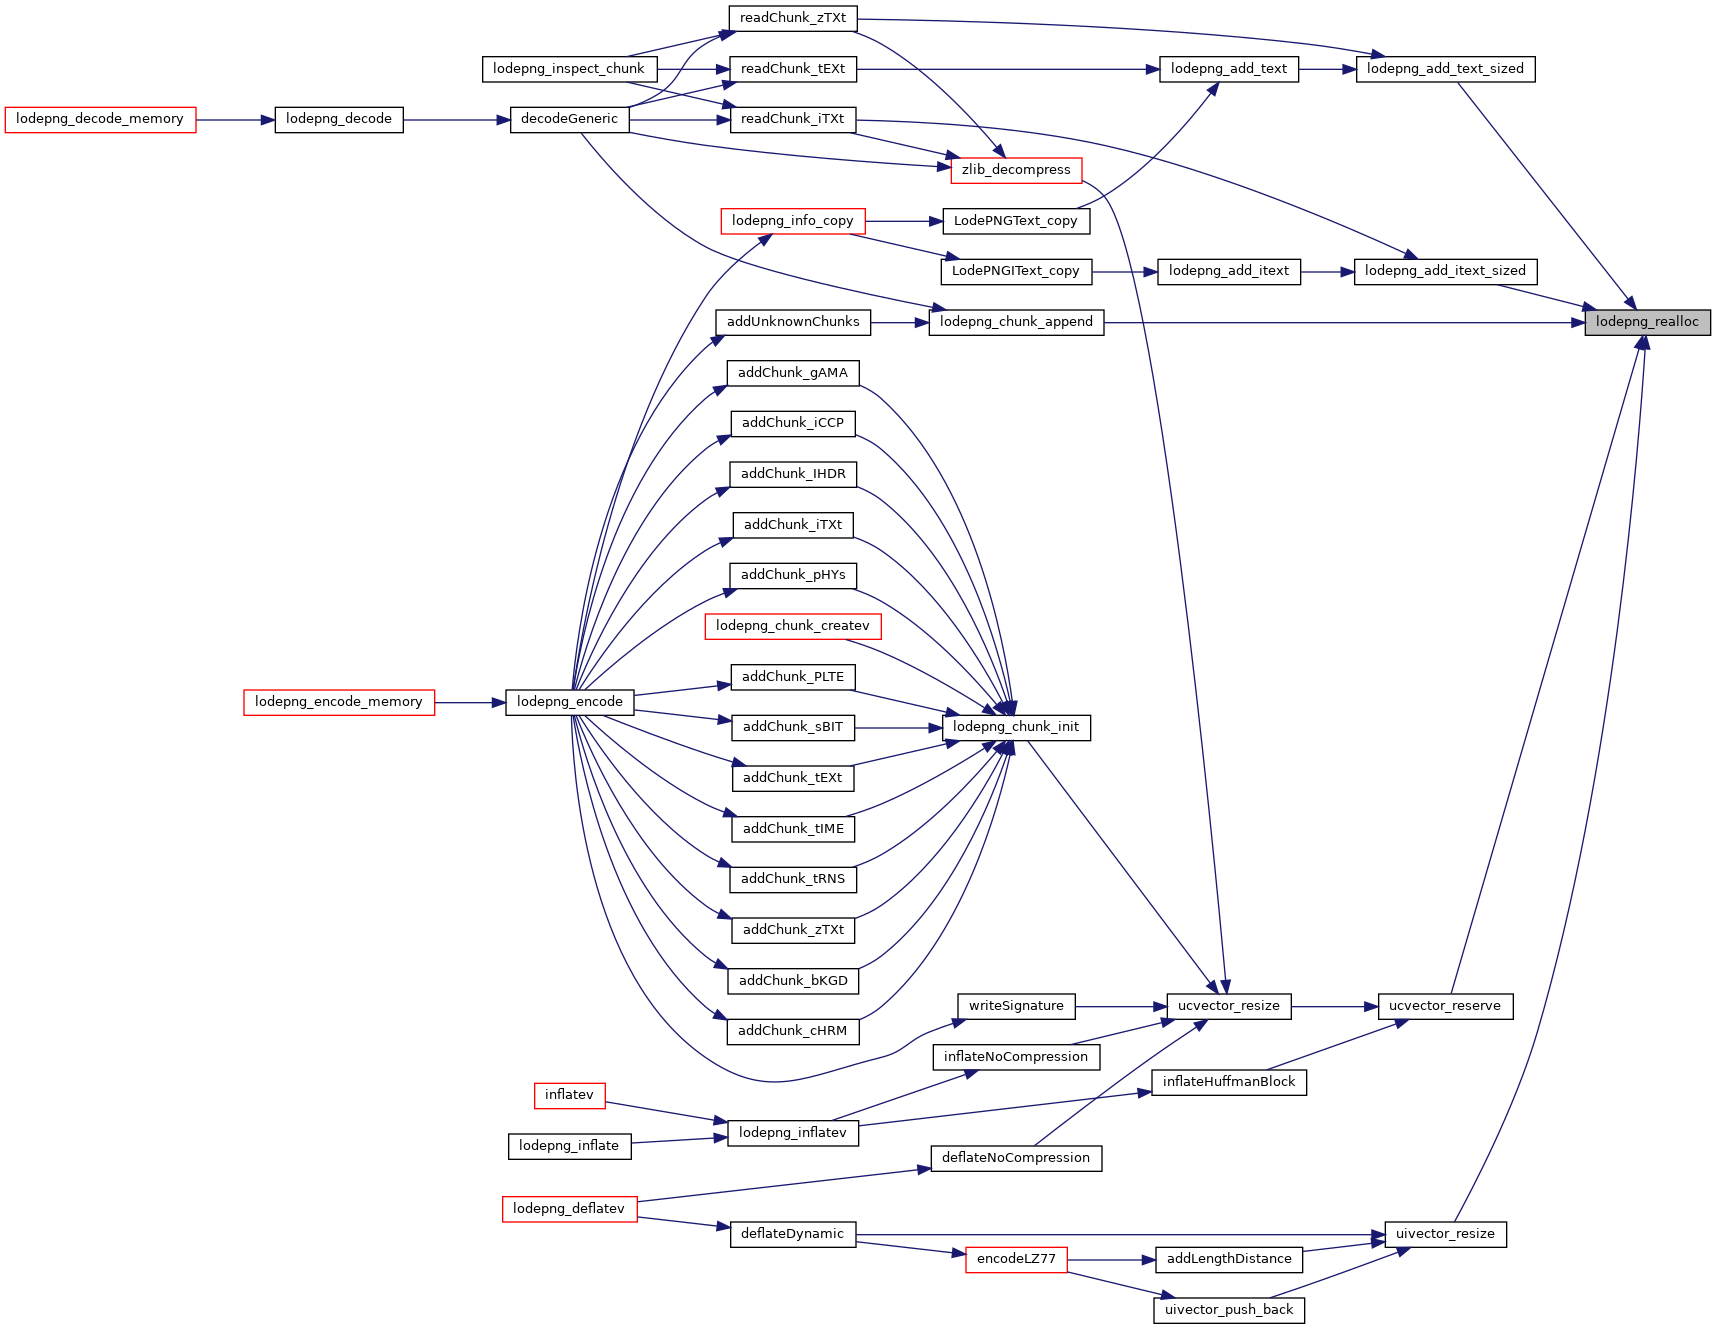 readChunk_zTXt
lodepng_inspect_chunk
readChunk_tEXt
lodepng_add_text
lodepng_add_text_sized
lodepng_decode_memory
lodepng_decode
decodeGeneric
readChunk_iTXt
zlib_decompress
lodepng_info_copy
LodePNGText_copy
LodePNGIText_copy
lodepng_add_itext
lodepng_add_itext_sized
addUnknownChunks
lodepng_chunk_append
lodepng_realloc
addChunk_gAMA
addChunk_iCCP
addChunk_IHDR
addChunk_iTXt
addChunk_pHYs
lodepng_chunk_createv
addChunk_PLTE
lodepng_encode_memory
lodepng_encode
addChunk_sBIT
lodepng_chunk_init
addChunk_tEXt
addChunk_tIME
addChunk_tRNS
addChunk_zTXt
addChunk_bKGD
writeSignature
ucvector_resize
ucvector_reserve
addChunk_cHRM
inflateNoCompression
inflateHuffmanBlock
inflatev
lodepng_inflatev
lodepng_inflate
deflateNoCompression
lodepng_deflatev
deflateDynamic
uivector_resize
encodeLZ77
addLengthDistance
uivector_push_back